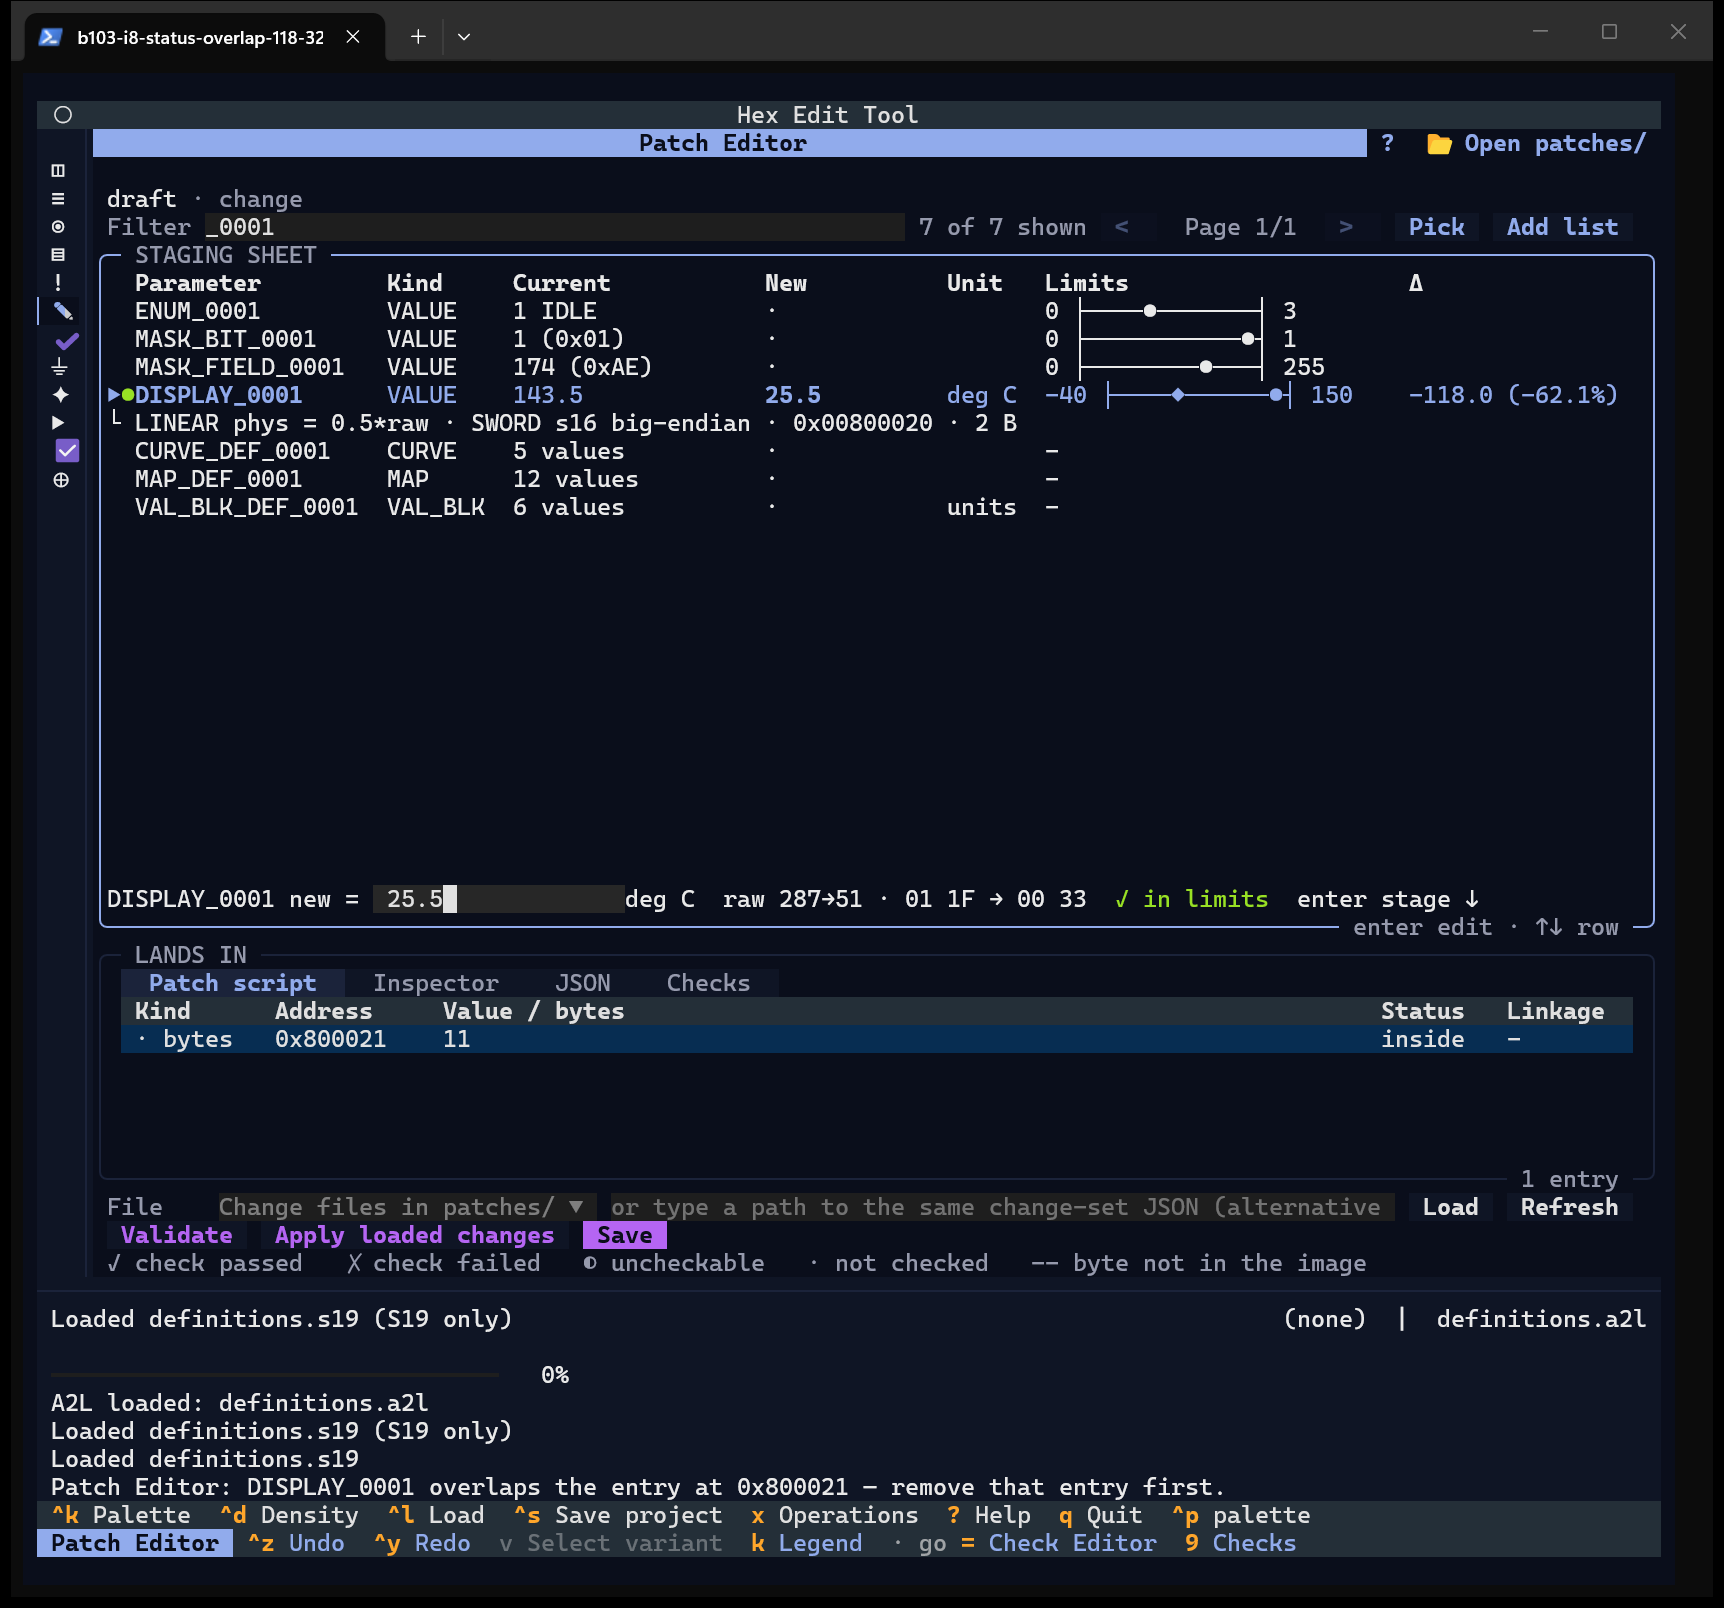 b103-i8-status-overlap-118-32
Hex Edit Tool
Patch Editor ? Open patches/
draft · change
Filter _0001 7 of 7 shown < Page 1/1 > Pick Add list
STAGING SHEET
Parameter Kind Current New Unit Limits Δ
ENUM_0001 VALUE 1 IDLE · 0 3
MASK_BIT_0001 VALUE 1 (0x01) · 0 1
MASK_FIELD_0001 VALUE 174 (0xAE) · 0 255
▶●DISPLAY_0001 VALUE 143.5 25.5 deg C −40 150 −118.0 (−62.1%)
└ LINEAR phys = 0.5*raw · SWORD s16 big-endian · 0x00800020 · 2 B
CURVE_DEF_0001 CURVE 5 values · −
MAP_DEF_0001 MAP 12 values · −
VAL_BLK_DEF_0001 VAL_BLK 6 values · units −
DISPLAY_0001 new = 25.5 deg C raw 287→51 · 01 1F → 00 33 ✓ in limits enter stage ↓
enter edit · ↑↓ row
LANDS IN
Patch script Inspector JSON Checks
Kind Address Value / bytes Status Linkage
· bytes 0x800021 11 inside −
1 entry
File Change files in patches/ ▼ or type a path to the same change-set JSON (alternative Load Refresh
Validate Apply loaded changes Save
✓ check passed ✗ check failed ◐ uncheckable · not checked −− byte not in the image
Loaded definitions.s19 (S19 only) (none) | definitions.a2l
0%
A2L loaded: definitions.a2l
Loaded definitions.s19 (S19 only)
Loaded definitions.s19
Patch Editor: DISPLAY_0001 overlaps the entry at 0x800021 — remove that entry first.
^k Palette ^d Density ^l Load ^s Save project x Operations ? Help q Quit ^p palette
Patch Editor ^z Undo ^y Redo v Select variant k Legend · go = Check Editor 9 Checks